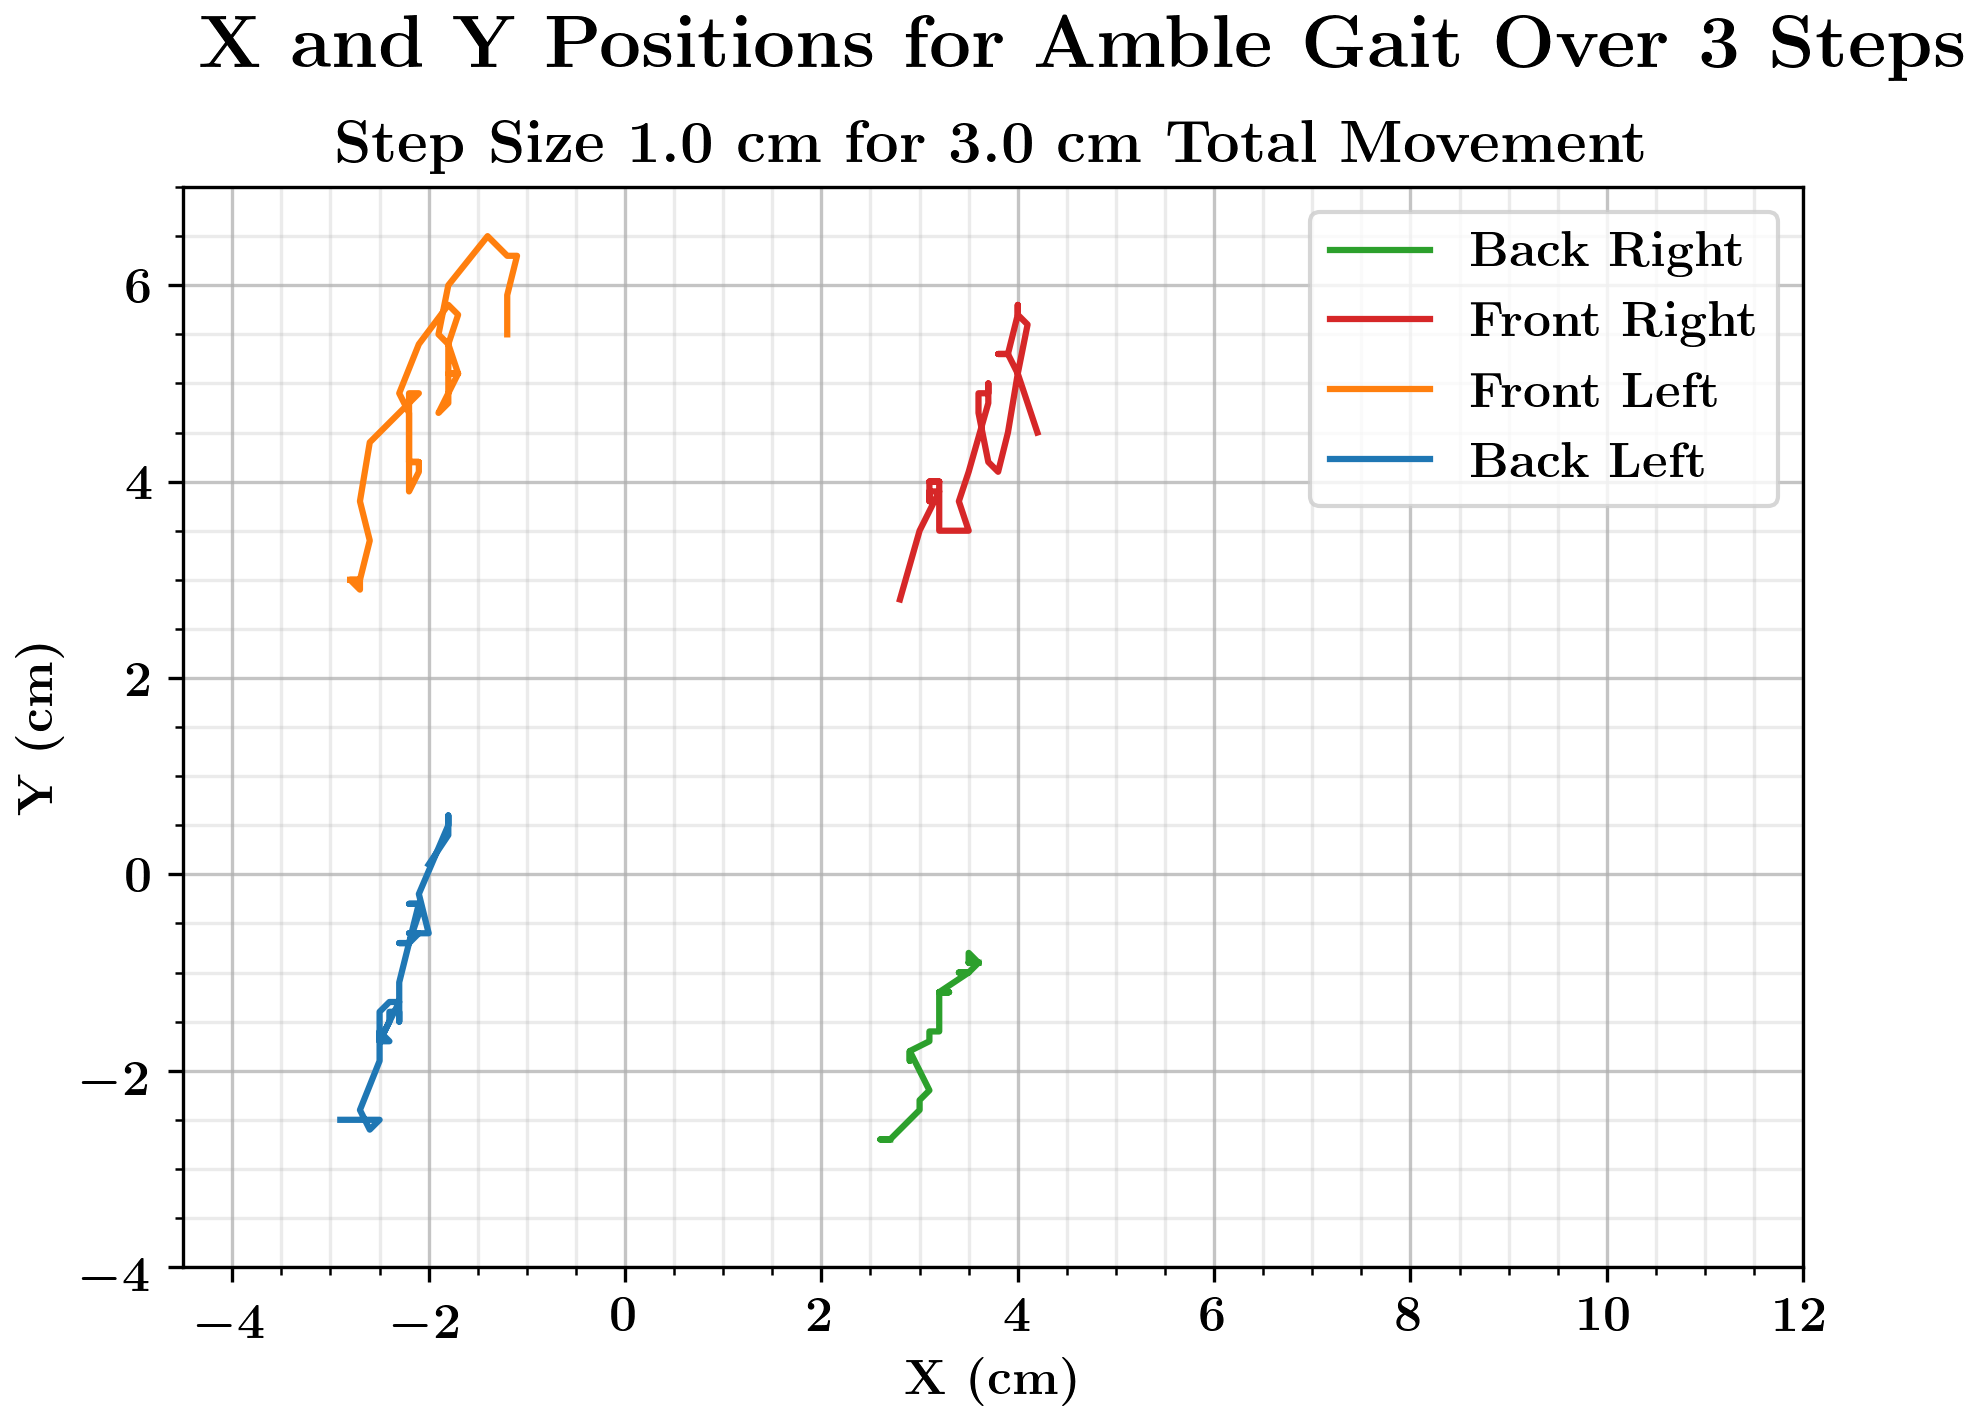 X and Y Positions for Amble Gait Over 3 Steps
Step Size 1.0 cm for 3.0 cm Total Movement
Back Right
Front Right
Front Left
Back Left
Y (cm)
6
4
2
0
−2
−4
−4 −2 0 2 4 6 8 10 12
X (cm)